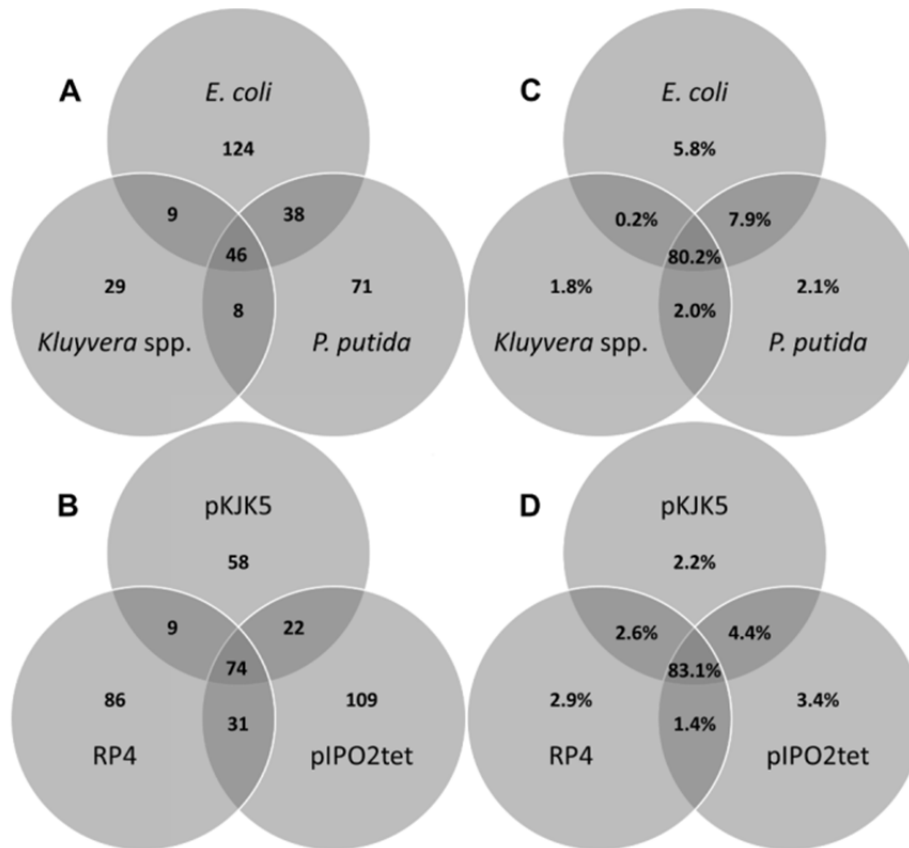 A
E. coli
124
9
38
46
29
71
8
Kluyvera spp.
P. putida
C
E. coli
5.8%
0.2%
7.9%
80.2%
1.8%
2.1%
2.0%
Kluyvera spp.
P. putida
B
pKJK5
58
9
22
74
86
109
31
RP4
pIPO2tet
D
pKJK5
2.2%
2.6%
4.4%
83.1%
2.9%
3.4%
1.4%
RP4
pIPO2tet